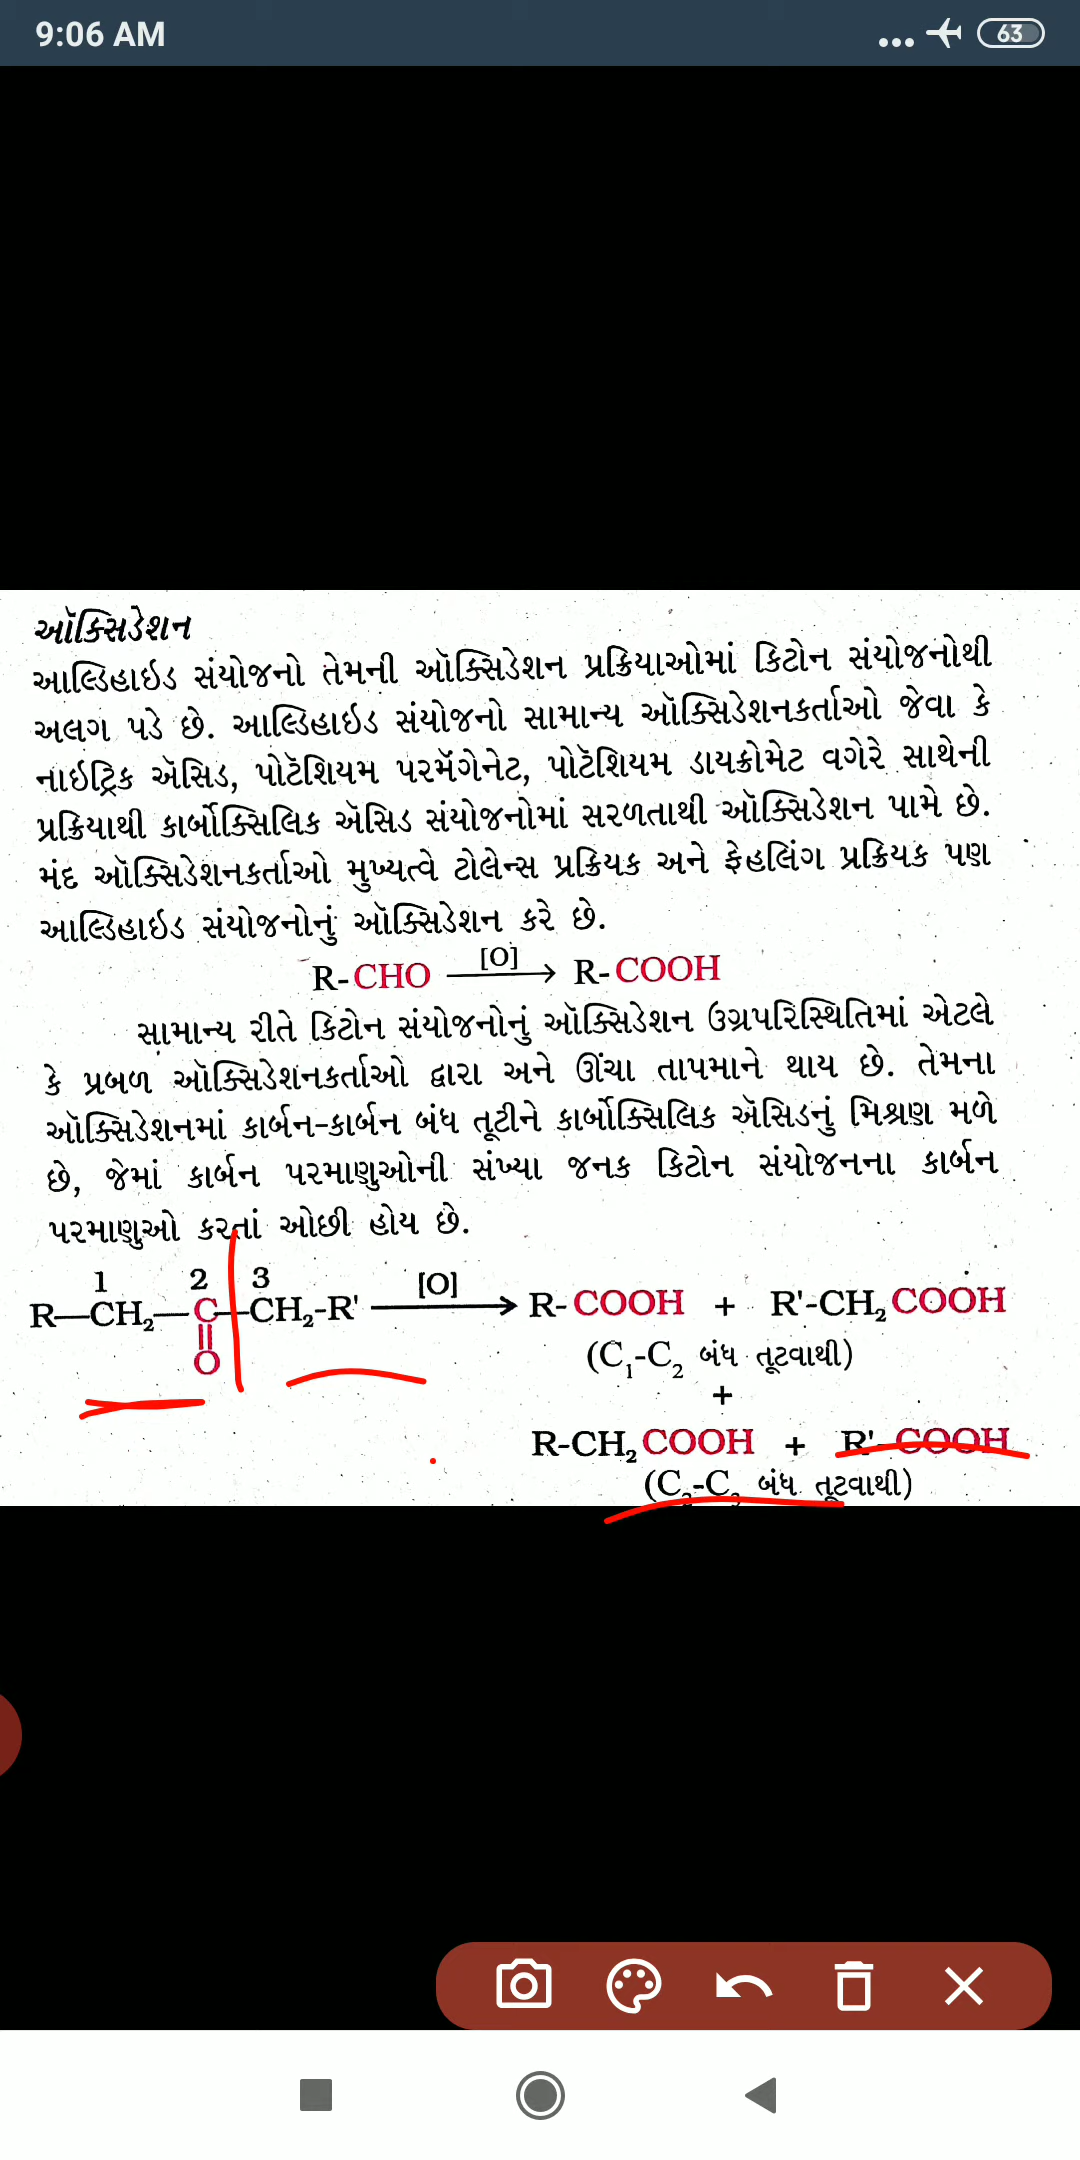 9:06 AM
63
ઑક્સિડેશન
આલ્ડિહાઇડ સંયોજનો તેમની ઑક્સિડેશન પ્રક્રિયાઓમાં કિટોન સંયોજનોથી
અલગ પડે છે. આલ્ડિહાઇડ સંયોજનો સામાન્ય ઑક્સિડેશનકર્તાઓ જેવા કે
નાઇટ્રિક ઍસિડ, પોટૅશિયમ પરમૅંગેનેટ, પોટૅશિયમ ડાયક્રોમેટ વગેરે સાથેની
પ્રક્રિયાથી કાર્બોક્સિલિક ઍસિડ સંયોજનોમાં સરળતાથી ઑક્સિડેશન પામે છે.
મંદ ઑક્સિડેશનકર્તાઓ મુખ્યત્વે ટોલેન્સ પ્રક્રિયક અને ફેહલિંગ પ્રક્રિયક પણ
આલ્ડિહાઇડ સંયોજનોનું ઑક્સિડેશન કરે છે.
R-CHO [O] → R-COOH
સામાન્ય રીતે કિટોન સંયોજનોનું ઑક્સિડેશન ઉગ્રપરિસ્થિતિમાં એટલે
કે પ્રબળ ઑક્સિડેશનકર્તાઓ દ્વારા અને ઊંચા તાપમાને થાય છે. તેમના
ઑક્સિડેશનમાં કાર્બન-કાર્બન બંધ તૂટીને કાર્બોક્સિલિક ઍસિડનું મિશ્રણ મળે
છે, જેમાં કાર્બન પરમાણુઓની સંખ્યા જનક કિટોન સંયોજનના કાર્બન
પરમાણુઓ કરતાં ઓછી હોય છે.
1 2 3
R—CH₂—C—CH₂-R' [O] → R-COOH + R'-CH₂COOH
O
(C₁-C₂ બંધ તૂટવાથી)
+
R-CH₂COOH + R'-COOH
(C₂-C₃ બંધ તૂટવાથી)